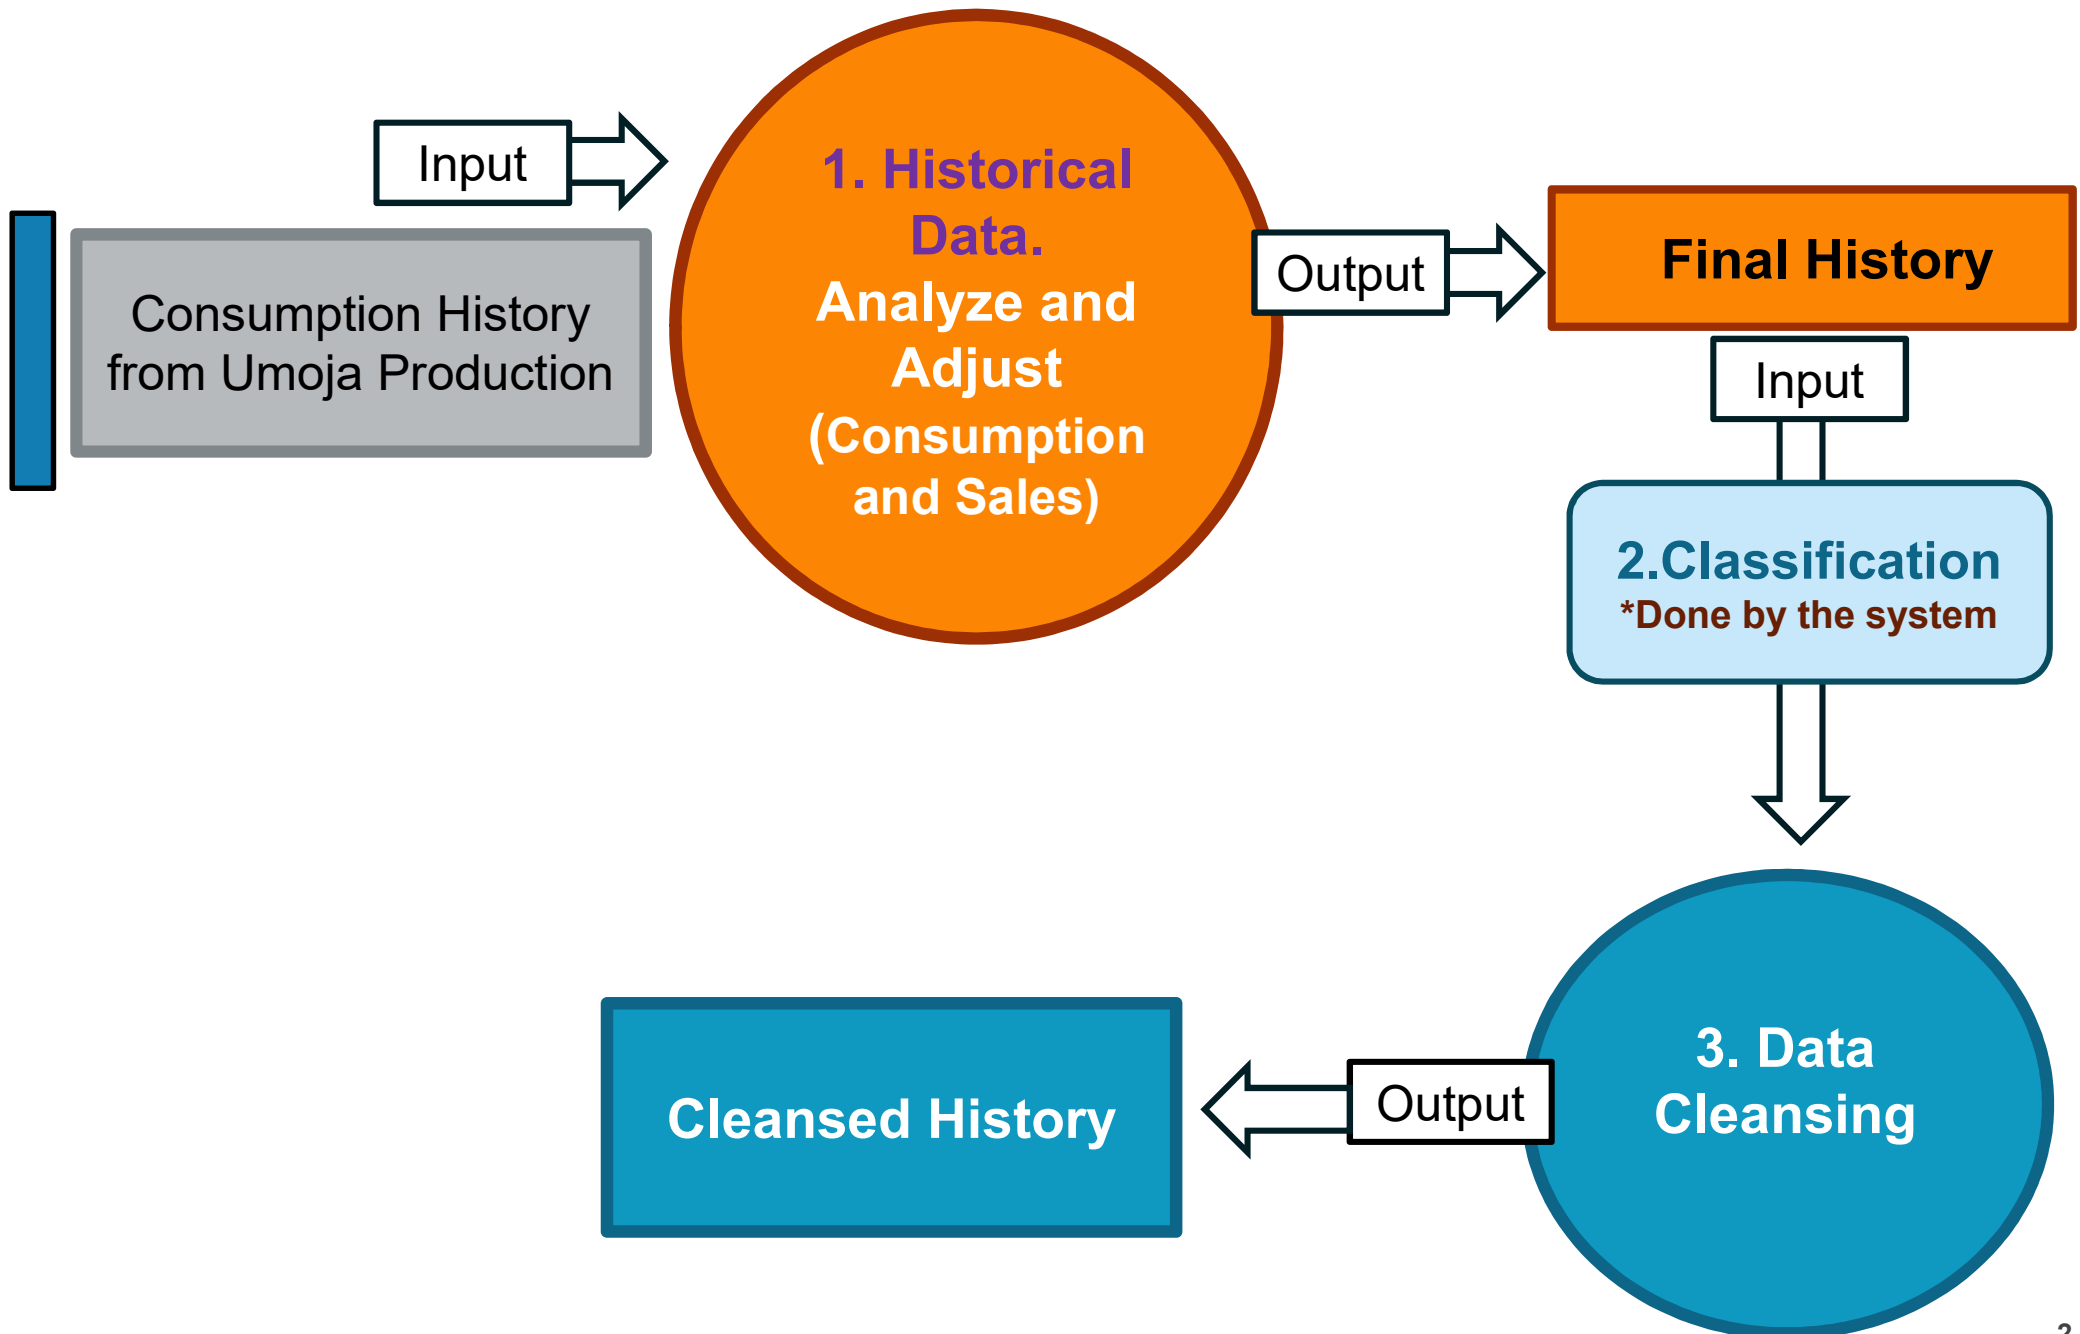 Input
Consumption History
from Umoja Production
1. Historical
Data.
Analyze and
Adjust
(Consumption
and Sales)
Output
Final History
Input
2.Classification
*Done by the system
3. Data
Cleansing
Output
Cleansed History